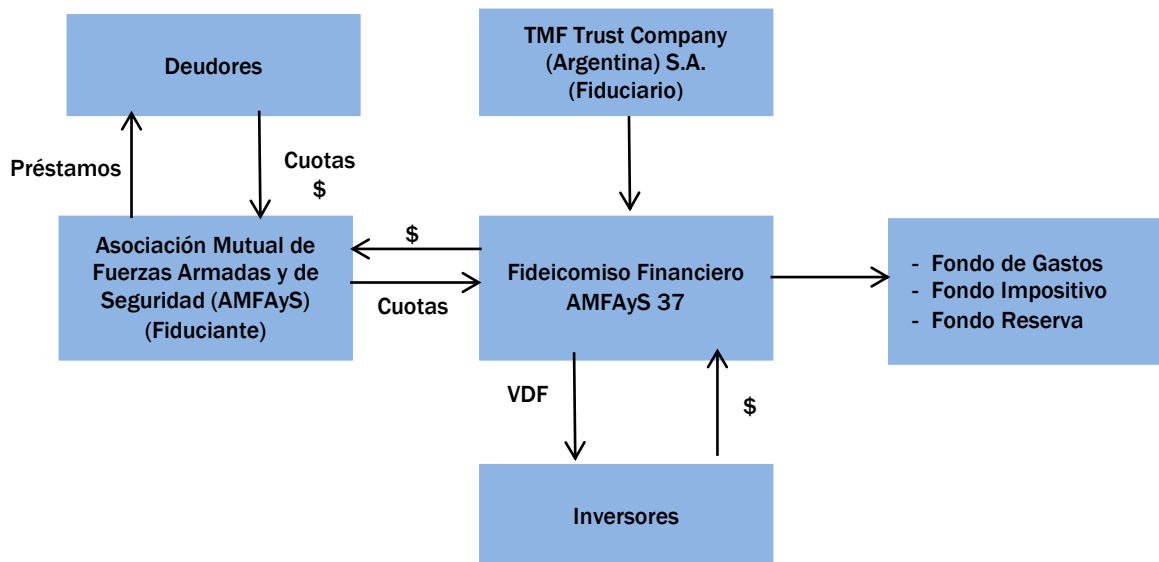 Deudores
TMF Trust Company
(Argentina) S.A.
(Fiduciario)
Préstamos
Cuotas
$
Asociación Mutual de
Fuerzas Armadas y de
Seguridad (AMFAyS)
(Fiduciante)
$
Cuotas
Fideicomiso Financiero
AMFAyS 37
- Fondo de Gastos
- Fondo Impositivo
- Fondo Reserva
VDF
$
Inversores